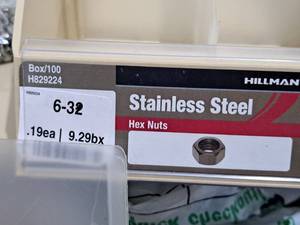 Box/100
H829224
HILLMAN
6-32
Stainless Steel
Hex Nuts
.19ea | 9.29bx